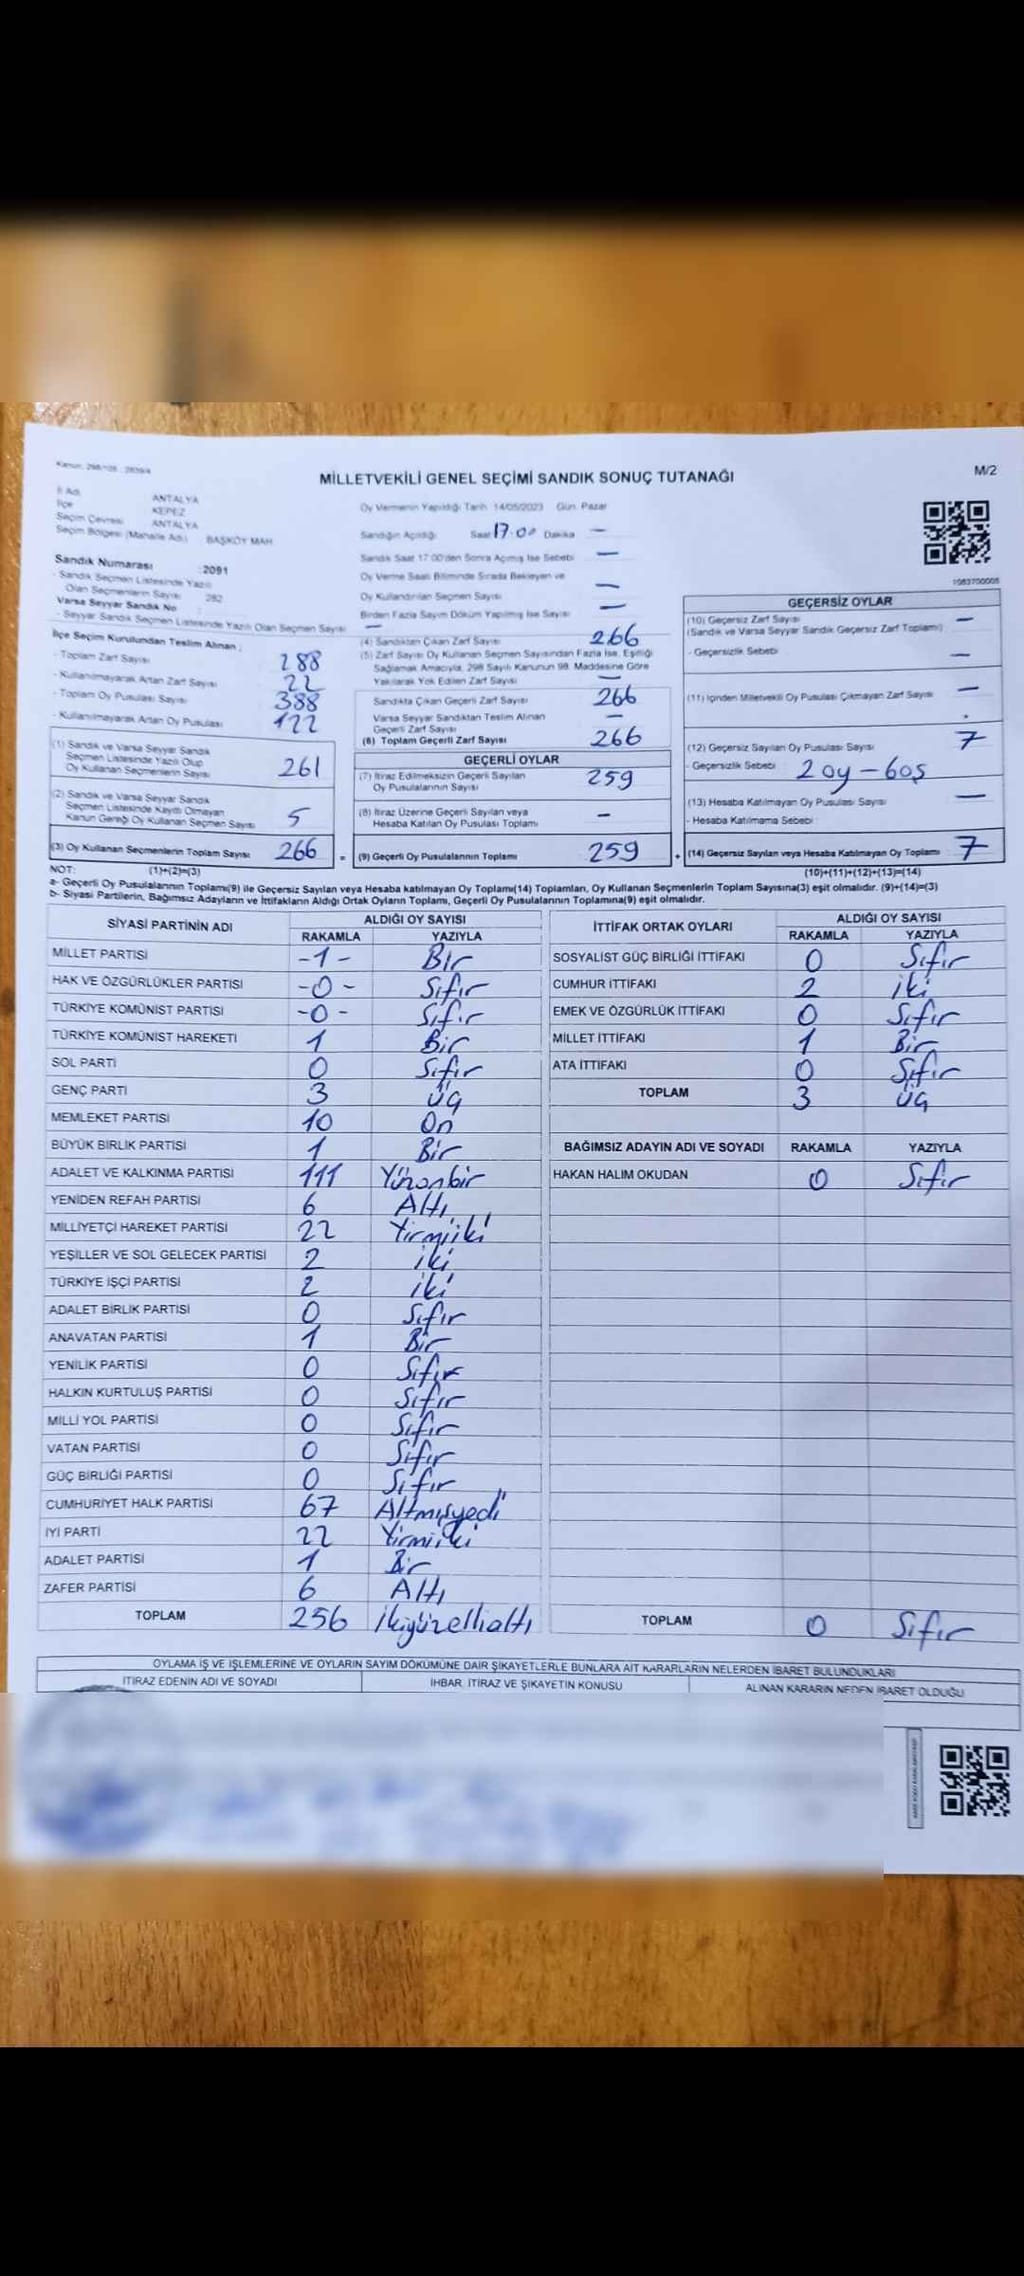 Kanun: 298/105 - 2839/4
MİLLETVEKİLİ GENEL SEÇİMİ SANDIK SONUÇ TUTANAĞI
M/2
İl Adı ANTALYA
İlçe KEPEZ
Seçim Çevresi ANTALYA
Seçim Bölgesi (Mahalle Adı) BAŞKÖY MAH.
Sandık Numarası : 2091
- Sandık Seçmen Listesinde Yazılı
Olan Seçmenlerin Sayısı 282
Varsa Seyyar Sandık No :
- Seyyar Sandık Seçmen Listesinde Yazılı Olan Seçmen Sayısı —
İlçe Seçim Kurulundan Teslim Alınan ;
- Toplam Zarf Sayısı 288
- Kullanılmayarak Artan Zarf Sayısı 22
- Toplam Oy Pusulası Sayısı 388
- Kullanılmayarak Artan Oy Pusulası 122
(1) Sandık ve Varsa Seyyar Sandık
Seçmen Listesinde Yazılı Olup
Oy Kullanan Seçmenlerin Sayısı 261
(2) Sandık ve Varsa Seyyar Sandık
Seçmen Listesinde Kayıtlı Olmayan
Kanun Gereği Oy Kullanan Seçmen Sayısı 5
(3) Oy Kullanan Seçmenlerin Toplam Sayısı 266 =
Oy Vermenin Yapıldığı Tarih: 14/05/2023 Gün: Pazar
Sandığın Açıldığı Saat 17.00 Dakika —
Sandık Saat 17:00'den Sonra Açılmış İse Sebebi —
Oy Verme Saati Bitiminde Sırada Bekleyen ve
Oy Kullandırılan Seçmen Sayısı —
Birden Fazla Sayım Döküm Yapılmış İse Sayısı —
(4) Sandıktan Çıkan Zarf Sayısı 266
(5) Zarf Sayısı Oy Kullanan Seçmen Sayısından Fazla İse, Eşitliği
Sağlamak Amacıyla, 298 Sayılı Kanunun 98. Maddesine Göre
Yakılarak Yok Edilen Zarf Sayısı —
Sandıkta Çıkan Geçerli Zarf Sayısı 266
Varsa Seyyar Sandıktan Teslim Alınan
Geçerli Zarf Sayısı —
(6) Toplam Geçerli Zarf Sayısı 266
GEÇERLİ OYLAR
(7) İtiraz Edilmeksizin Geçerli Sayılan
Oy Pusulalarının Sayısı 259
(8) İtiraz Üzerine Geçerli Sayılan veya
Hesaba Katılan Oy Pusulası Toplamı —
(9) Geçerli Oy Pusulalarının Toplamı 259 +
1083700005
GEÇERSİZ OYLAR
(10) Geçersiz Zarf Sayısı —
(Sandık ve Varsa Seyyar Sandık Geçersiz Zarf Toplamı)
- Geçersizlik Sebebi —
(11) İçinden Milletvekili Oy Pusulası Çıkmayan Zarf Sayısı —
(12) Geçersiz Sayılan Oy Pusulası Sayısı 7
- Geçersizlik Sebebi 2 oy - boş
(13) Hesaba Katılmayan Oy Pusulası Sayısı —
- Hesaba Katılmama Sebebi :
(14) Geçersiz Sayılan veya Hesaba Katılmayan Oy Toplamı 7
NOT: (1)+(2)=(3) (10)+(11)+(12)+(13)=(14)
a- Geçerli Oy Pusulalarının Toplamı(9) ile Geçersiz Sayılan veya Hesaba katılmayan Oy Toplamı(14) Toplamları, Oy Kullanan Seçmenlerin Toplam Sayısına(3) eşit olmalıdır. (9)+(14)=(3)
b- Siyasi Partilerin, Bağımsız Adayların ve İttifakların Aldığı Ortak Oyların Toplamı, Geçerli Oy Pusulalarının Toplamına(9) eşit olmalıdır.
SİYASİ PARTİNİN ADI ALDIĞI OY SAYISI
RAKAMLA YAZIYLA
MİLLET PARTİSİ -1- Bir
HAK VE ÖZGÜRLÜKLER PARTİSİ -0- Sıfır
TÜRKİYE KOMÜNİST PARTİSİ -0- Sıfır
TÜRKİYE KOMÜNİST HAREKETİ 1 Bir
SOL PARTİ 0 Sıfır
GENÇ PARTİ 3 Üç
MEMLEKET PARTİSİ 10 On
BÜYÜK BİRLİK PARTİSİ 1 Bir
ADALET VE KALKINMA PARTİSİ 111 Yüzonbir
YENİDEN REFAH PARTİSİ 6 Altı
MİLLİYETÇİ HAREKET PARTİSİ 22 Yirmiiki
YEŞİLLER VE SOL GELECEK PARTİSİ 2 iki
TÜRKİYE İŞÇİ PARTİSİ 2 iki
ADALET BİRLİK PARTİSİ 0 Sıfır
ANAVATAN PARTİSİ 1 Bir
YENİLİK PARTİSİ 0 Sıfır
HALKIN KURTULUŞ PARTİSİ 0 Sıfır
MİLLİ YOL PARTİSİ 0 Sıfır
VATAN PARTİSİ 0 Sıfır
GÜÇ BİRLİĞİ PARTİSİ 0 Sıfır
CUMHURİYET HALK PARTİSİ 67 Altmışyedi
İYİ PARTİ 22 Yirmiiki
ADALET PARTİSİ 1 Bir
ZAFER PARTİSİ 6 Altı
TOPLAM 256 İkiyüzellialtı
İTTİFAK ORTAK OYLARI ALDIĞI OY SAYISI
RAKAMLA YAZIYLA
SOSYALİST GÜÇ BİRLİĞİ İTTİFAKI 0 Sıfır
CUMHUR İTTİFAKI 2 iki
EMEK VE ÖZGÜRLÜK İTTİFAKI 0 Sıfır
MİLLET İTTİFAKI 1 Bir
ATA İTTİFAKI 0 Sıfır
TOPLAM 3 Üç
BAĞIMSIZ ADAYIN ADI VE SOYADI RAKAMLA YAZIYLA
HAKAN HALIM OKUDAN 0 Sıfır
TOPLAM 0 Sıfır
OYLAMA İŞ VE İŞLEMLERİNE VE OYLARIN SAYIM DÖKÜMÜNE DAİR ŞİKAYETLERLE BUNLARA AİT KARARLARIN NELERDEN İBARET BULUNDUKLARI
İTİRAZ EDENİN ADI VE SOYADI İHBAR, İTİRAZ VE ŞİKAYETİN KONUSU ALINAN KARARIN NEDEN İBARET OLDUĞU